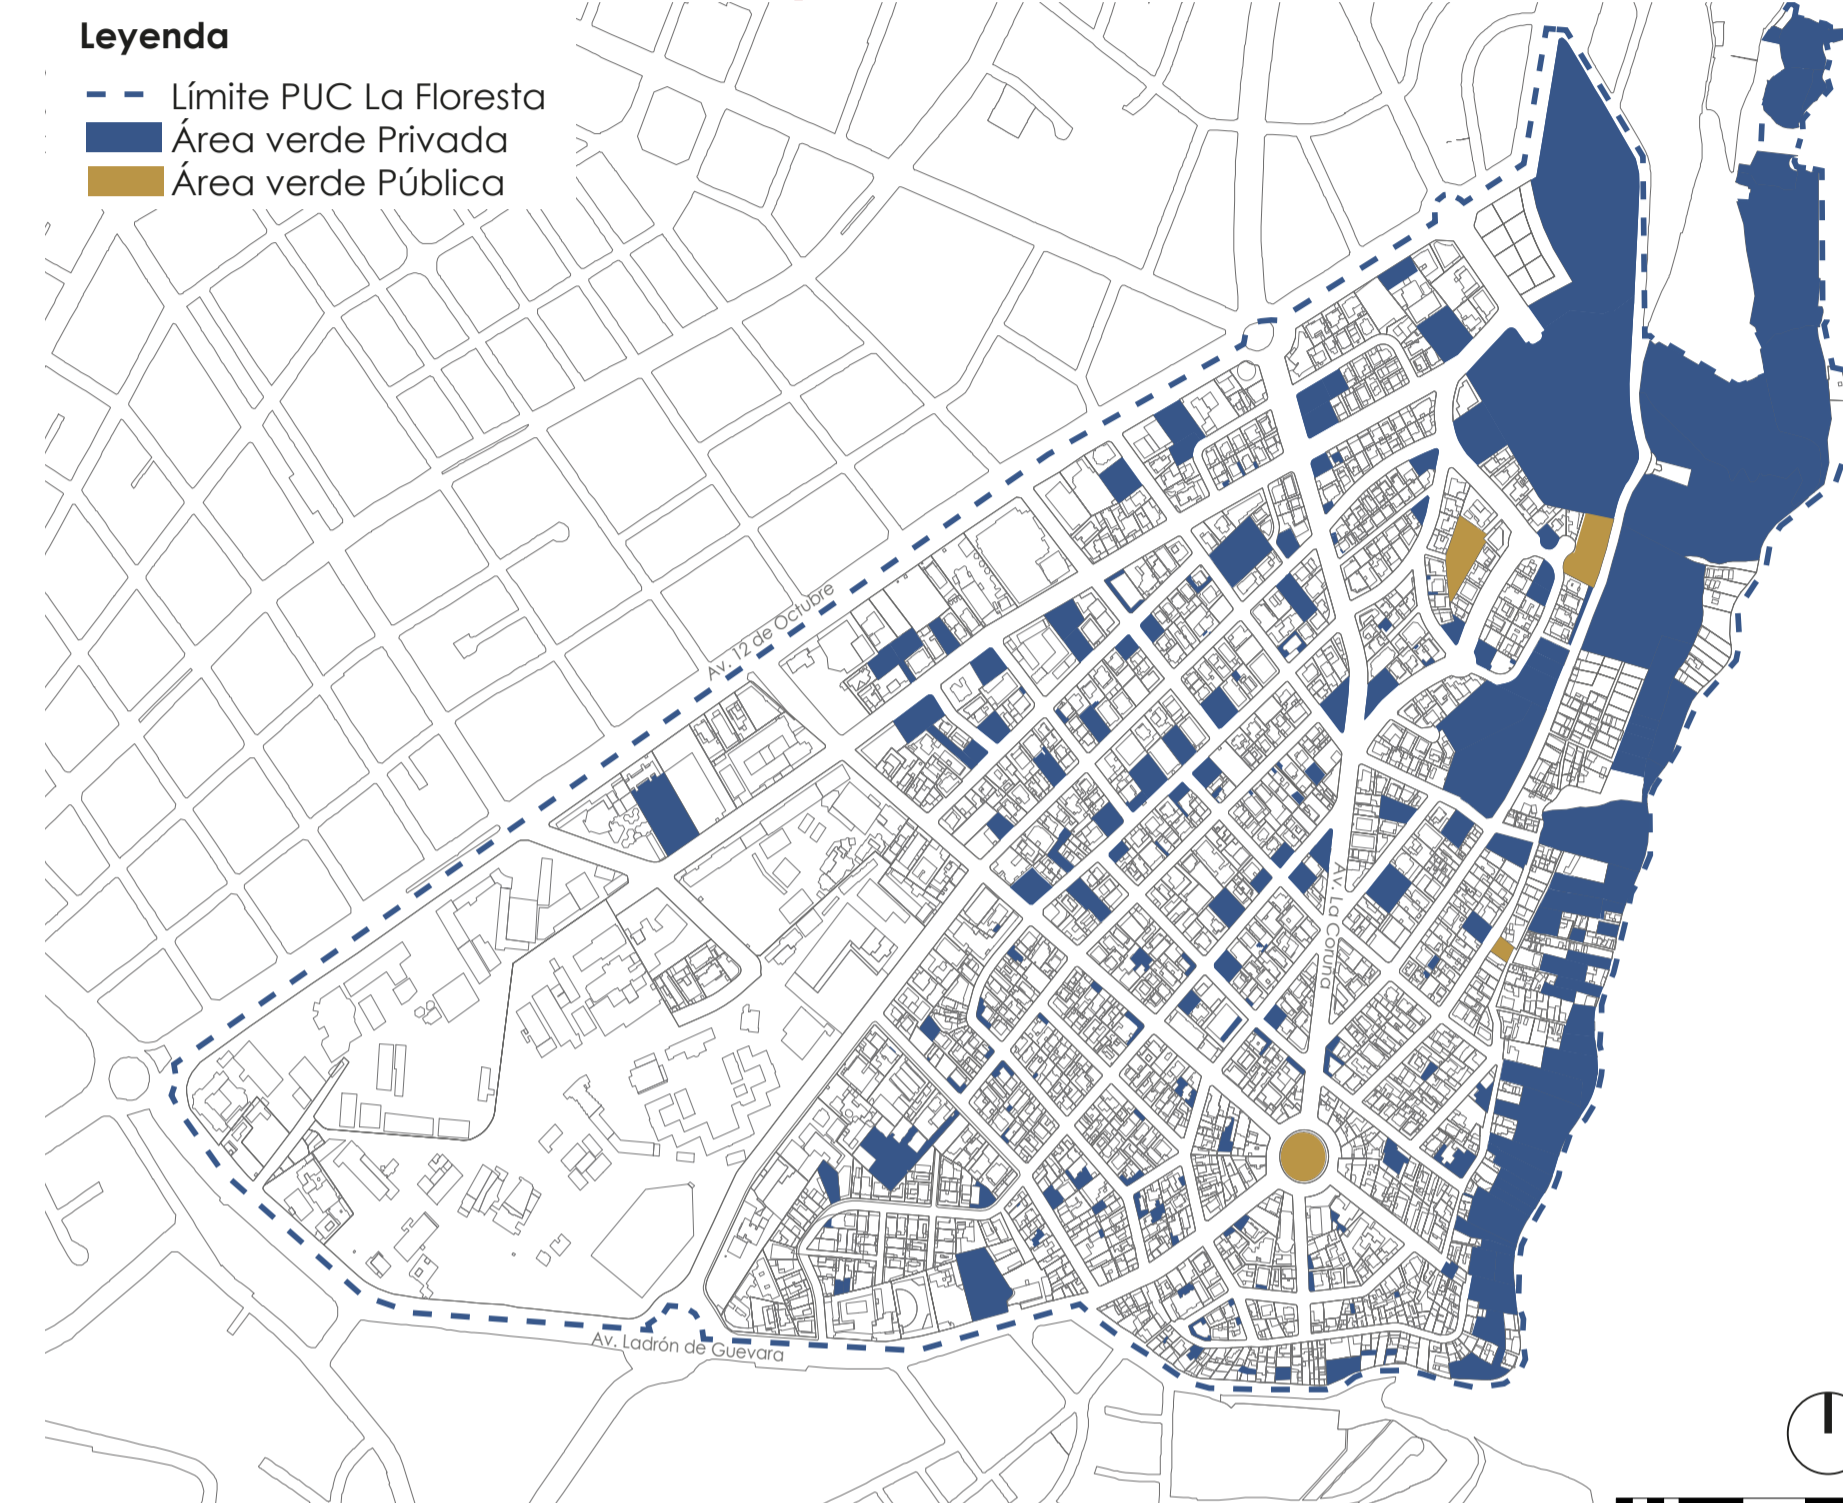 Leyenda
Límite PUC La Floresta
Área verde Privada
Área verde Pública
Av. 12 de Octubre
Av. La Coruña
Av. Ladrón de Guevara